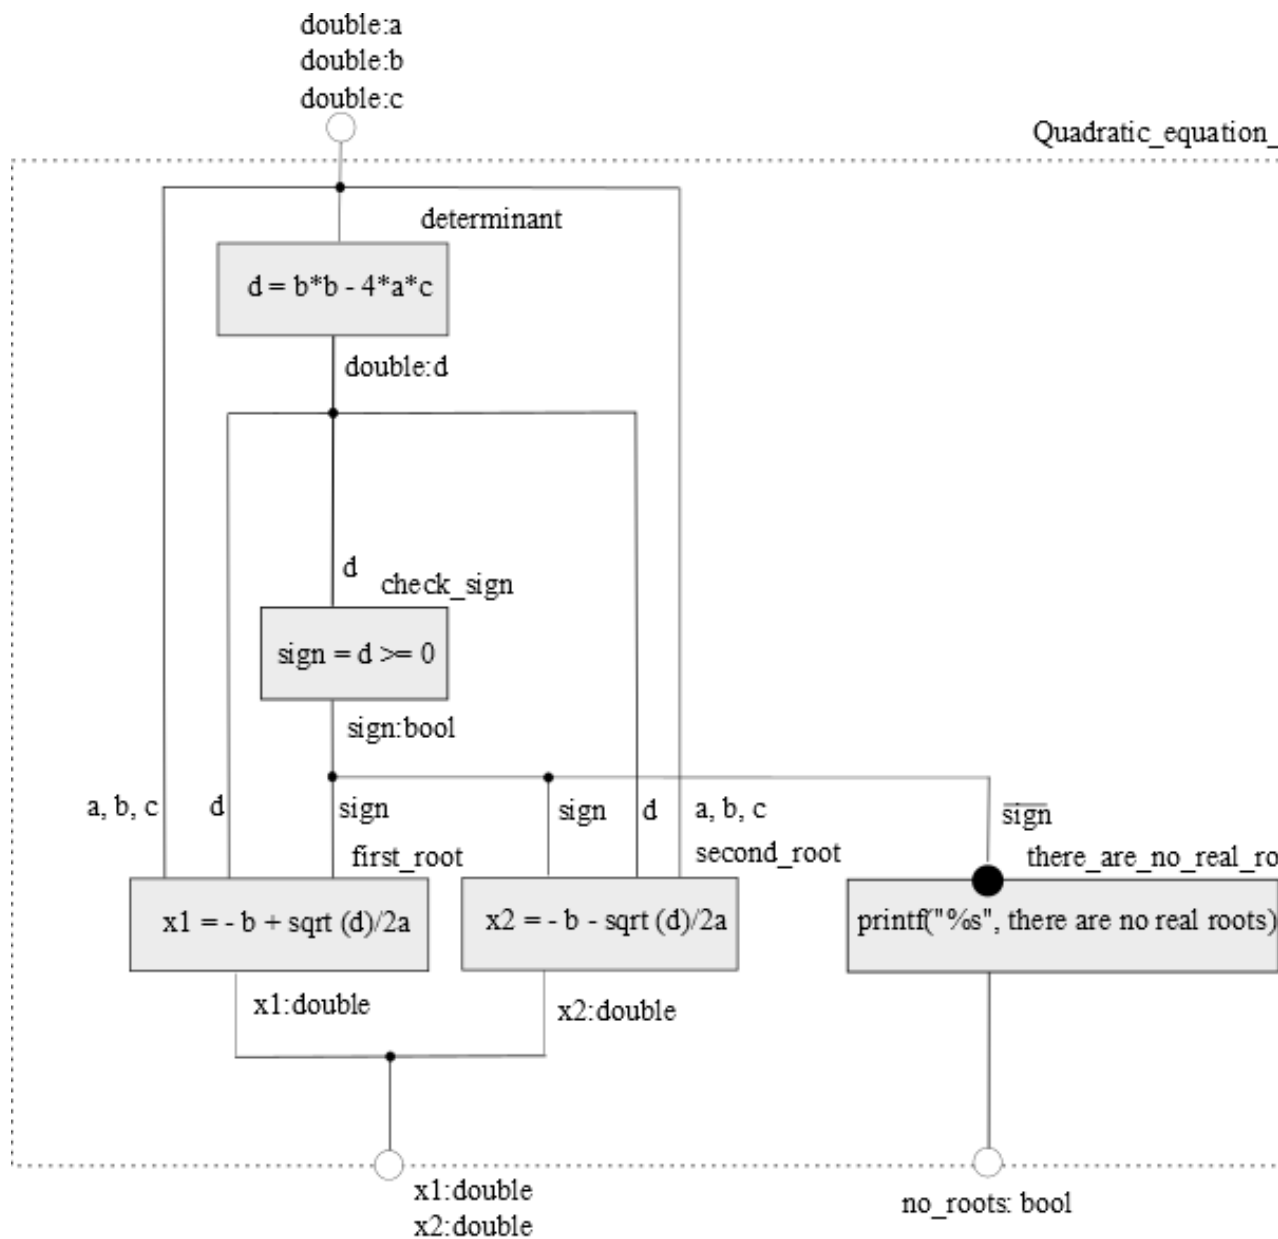 double:a
double:b
double:c
Quadratic_equation_
determinant
d = b*b - 4*a*c
double:d
d
check_sign
sign = d >= 0
sign:bool
a, b, c
d
sign
sign
d
a, b, c
s̅i̅g̅n̅
first_root
second_root
there_are_no_real_ro
x1 = - b + sqrt (d)/2a
x2 = - b - sqrt (d)/2a
printf("%s", there are no real roots)
x1:double
x2:double
x1:double
x2:double
no_roots: bool